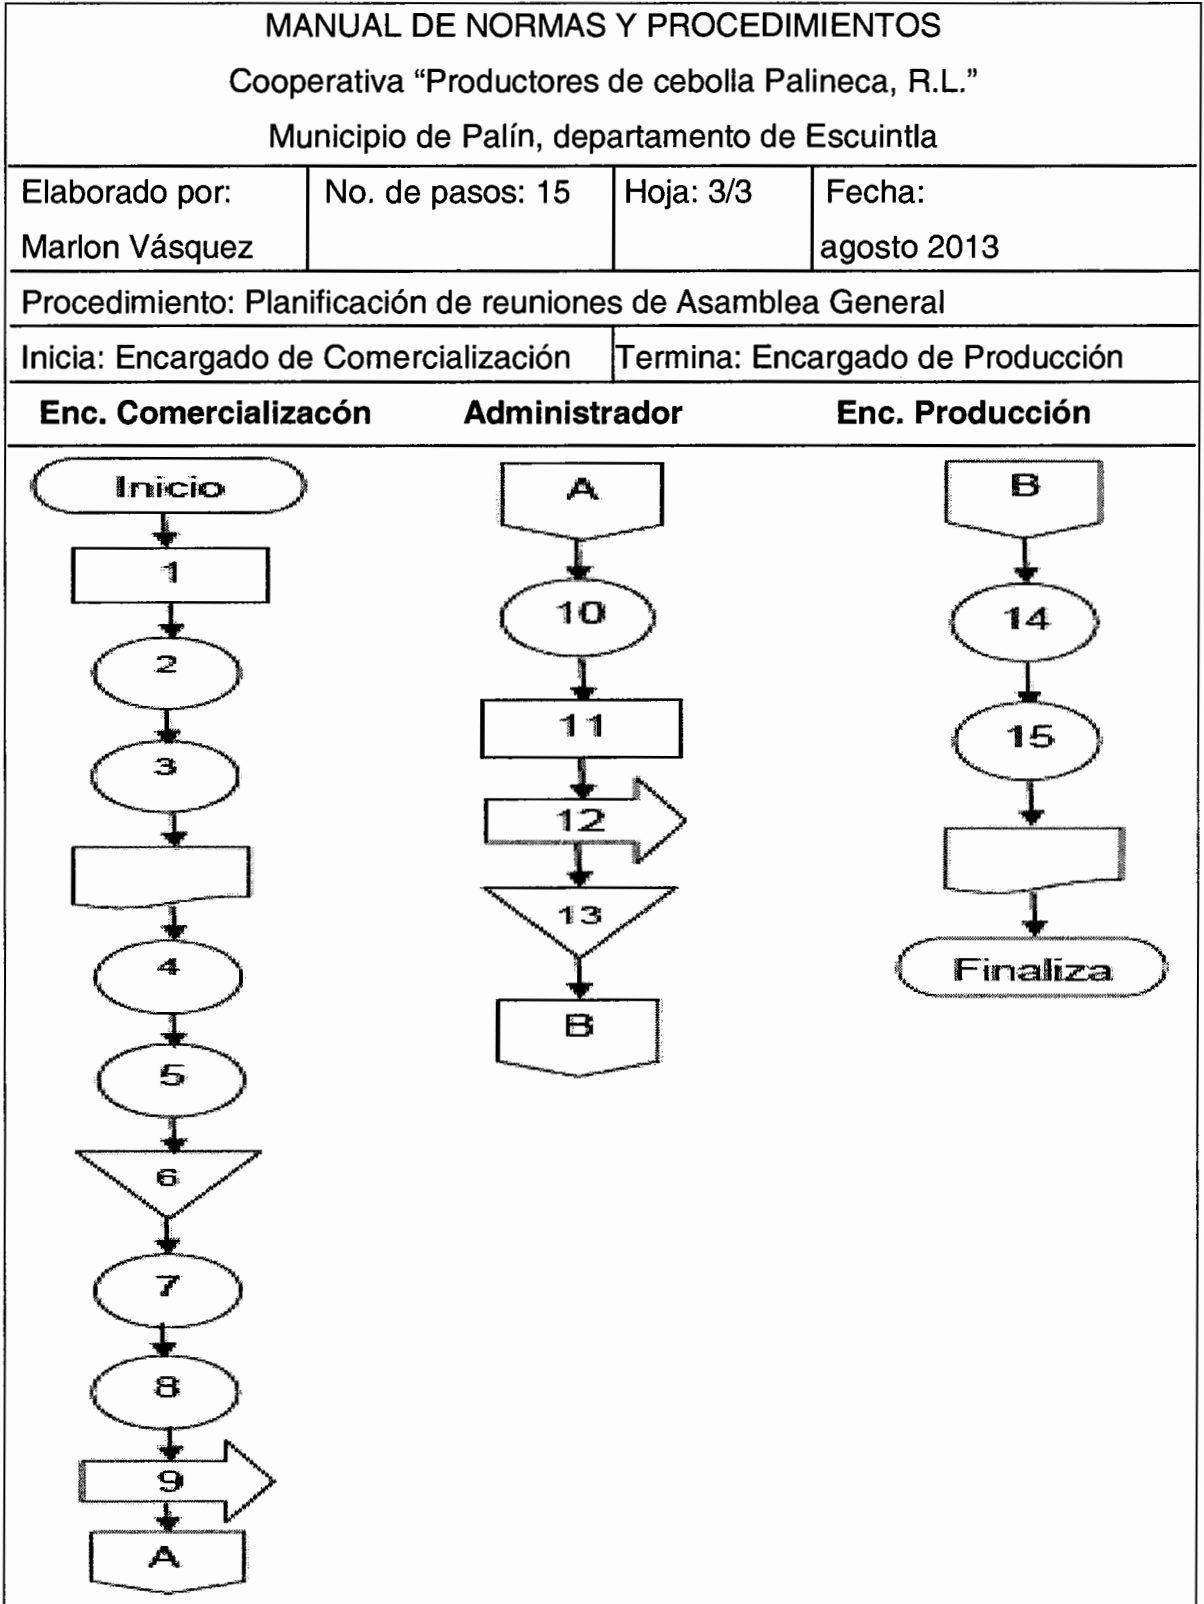 MANUAL DE NORMAS Y PROCEDIMIENTOS
Cooperativa “Productores de cebolla Palineca, R.L.”
Municipio de Palín, departamento de Escuintla
Elaborado por:
Marlon Vásquez
No. de pasos: 15
Hoja: 3/3
Fecha:
agosto 2013
Procedimiento: Planificación de reuniones de Asamblea General
Inicia: Encargado de Comercialización
Termina: Encargado de Producción
Enc. Comercializacón
Administrador
Enc. Producción
Inicio
1
2
3
4
5
6
7
8
9
A
A
10
11
12
13
B
B
14
15
Finaliza